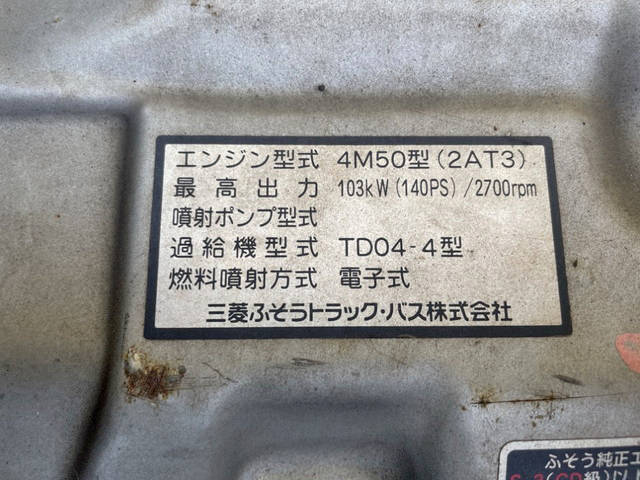 エンジン型式 4M50型(2AT3)
最高出力 103kW(140PS)/2700rpm
噴射ポンプ型式
過給機型式 TD04-4型
燃料噴射方式 電子式
三菱ふそうトラック・バス株式会社
ふそう純正エ